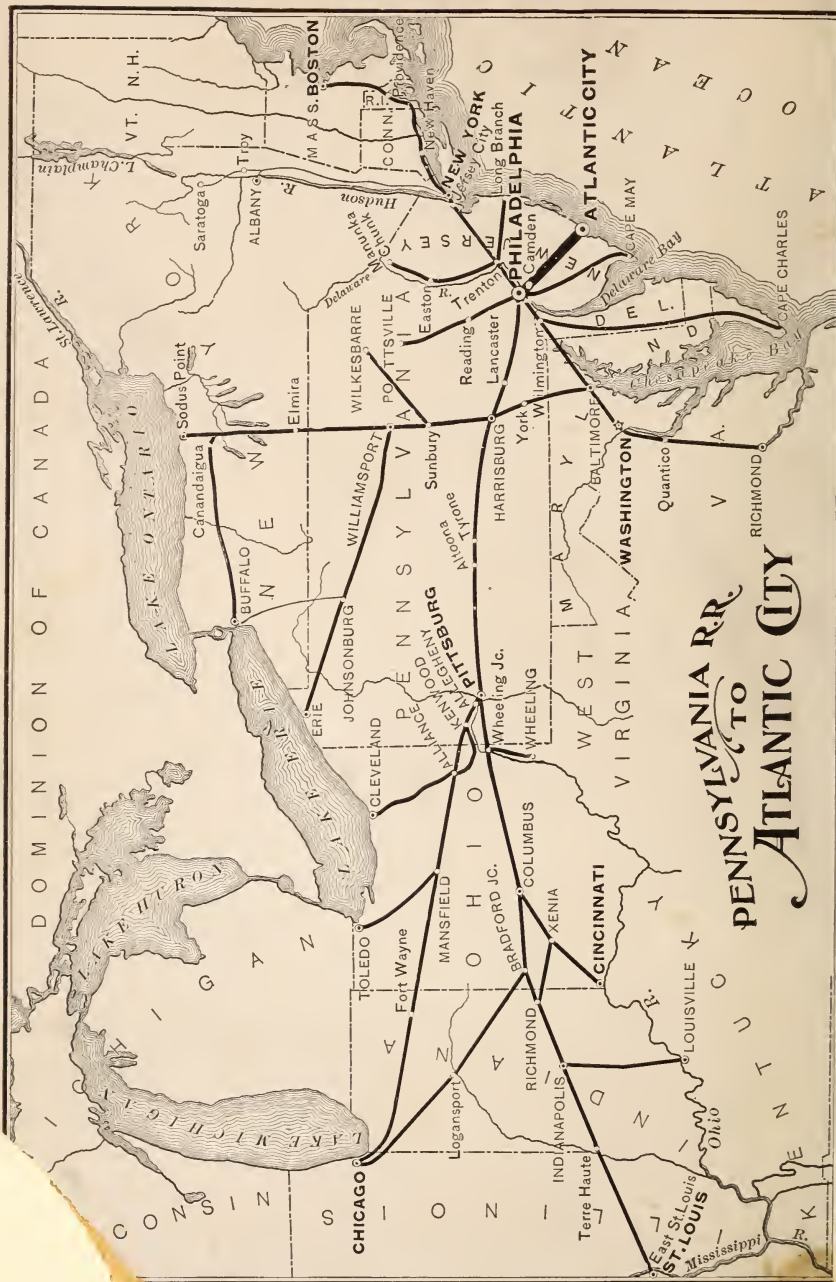 PENNSYLVANIA R.R.
TO
ATLANTIC CITY
DOMINION OF CANADA
St. Lawrence R.
L. Champlain
VT.
N.H.
MASS.
BOSTON
Providence
R.I.
CONN.
New Haven
Saratoga
Troy
ALBANY
Hudson R.
NEW YORK
Jersey City
Long Branch
NEW JERSEY
Manunka Chunk
Delaware R.
Easton
Trenton
PHILADELPHIA
Camden
ATLANTIC CITY
CAPE MAY
Delaware Bay
ATLANTIC OCEAN
LAKE ONTARIO
Sodus Point
Canandaigua
BUFFALO
Elmira
NEW YORK
WILKESBARRE
POTTSVILLE
Reading
Lancaster
Wilmington
DEL.
CAPE CHARLES
Chesapeake Bay
WILLIAMSPORT
Sunbury
HARRISBURG
York
BALTIMORE
MARYLAND
WASHINGTON
Quantico
RICHMOND
VA.
PENNSYLVANIA
Altoona
Tyrone
JOHNSONBURG
ERIE
LAKE ERIE
PITTSBURG
ALLEGHENY
KENWOOD
ALLIANCE
CLEVELAND
Wheeling Jc.
WHEELING
WEST VIRGINIA
LAKE HURON
MICHIGAN
TOLEDO
MANSFIELD
OHIO
COLUMBUS
BRADFORD JC.
XENIA
CINCINNATI
Fort Wayne
LAKE MICHIGAN
LAKE MICHIGAN
CHICAGO
Logansport
INDIANA
RICHMOND
INDIANAPOLIS
LOUISVILLE
Ohio R.
KENTUCKY
Terre Haute
ILLINOIS
CONSIN
East St. Louis
ST. LOUIS
Mississippi R.